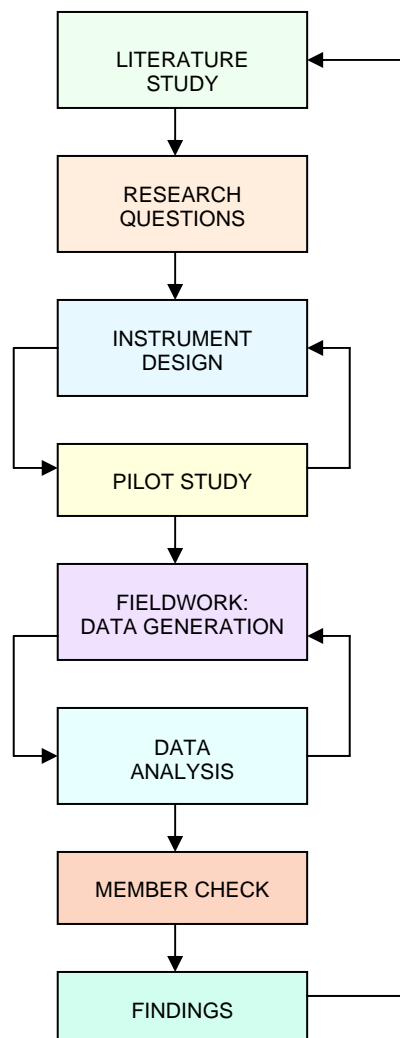 LITERATURE
STUDY
RESEARCH
QUESTIONS
INSTRUMENT
DESIGN
PILOT STUDY
FIELDWORK:
DATA GENERATION
DATA
ANALYSIS
MEMBER CHECK
FINDINGS